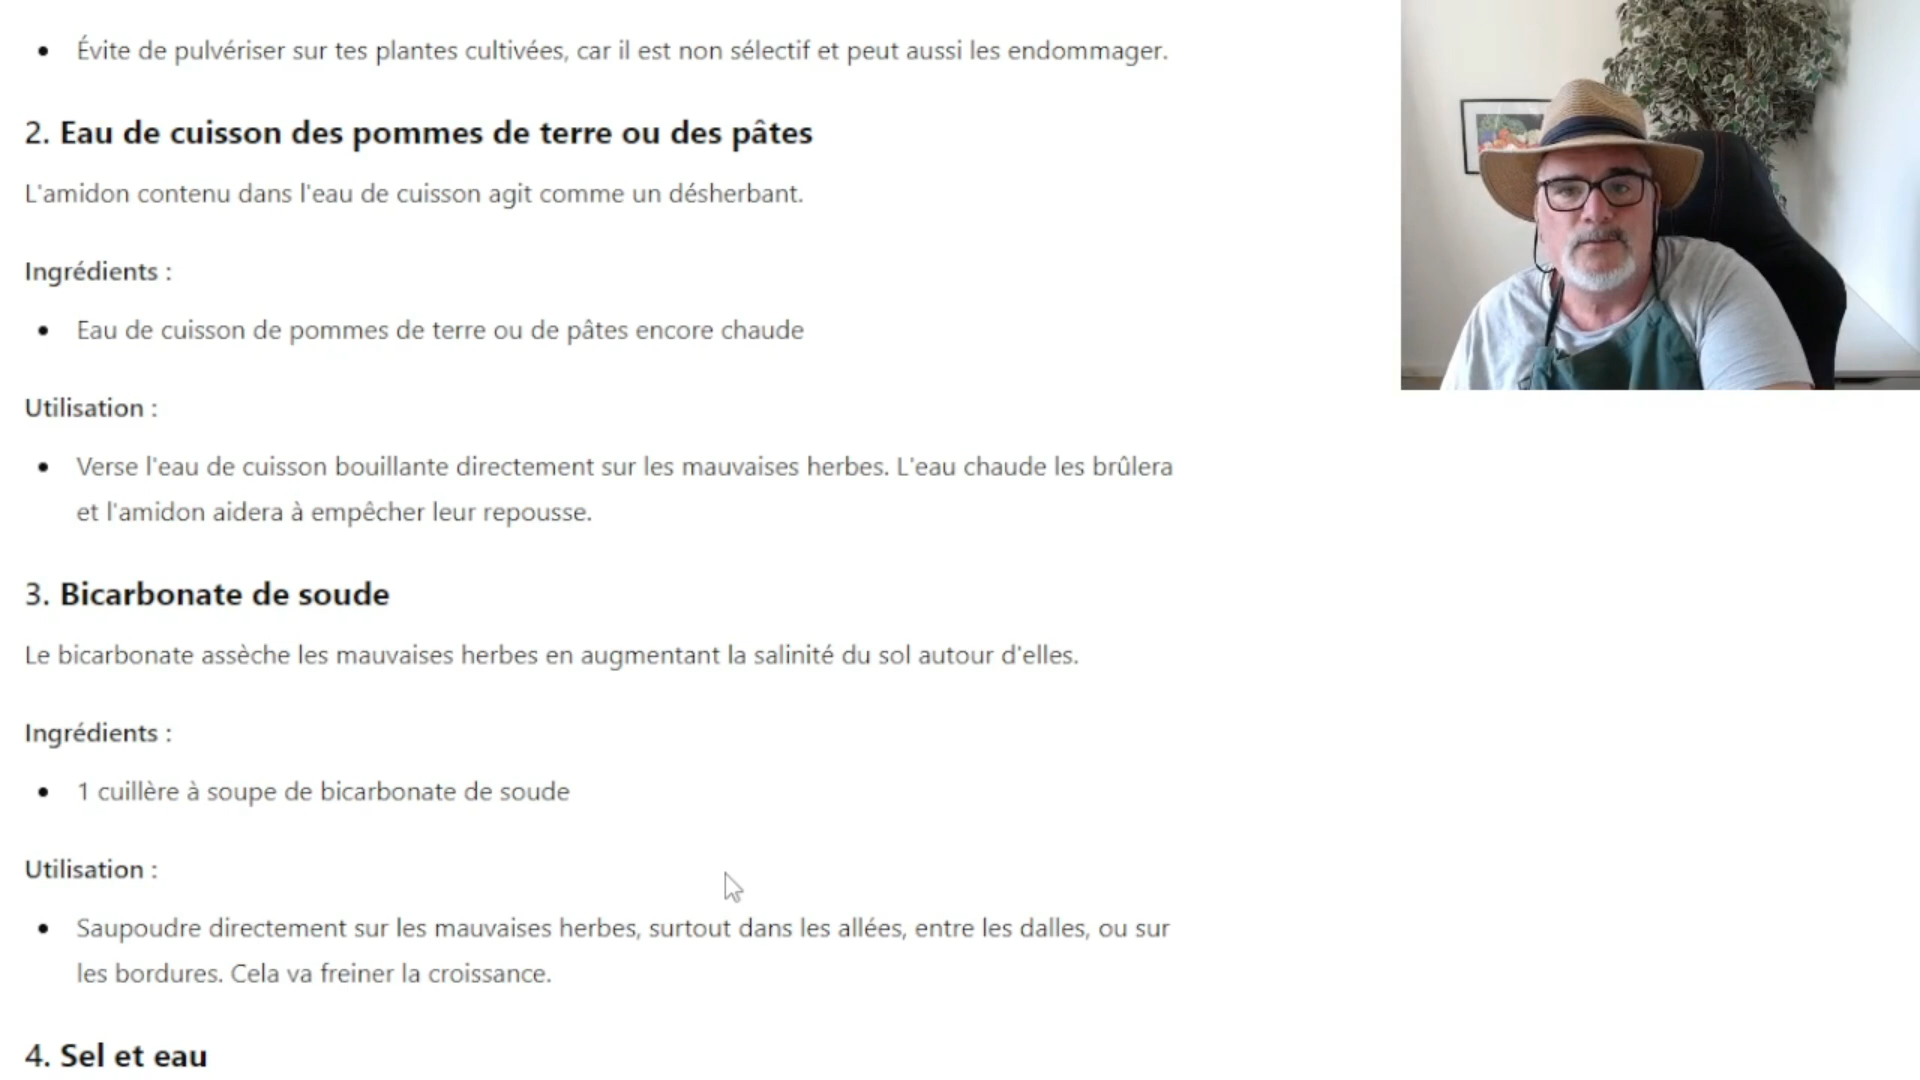 • Évite de pulvériser sur tes plantes cultivées, car il est non sélectif et peut aussi les endommager.
2. Eau de cuisson des pommes de terre ou des pâtes
L'amidon contenu dans l'eau de cuisson agit comme un désherbant.
Ingrédients :
• Eau de cuisson de pommes de terre ou de pâtes encore chaude
Utilisation :
• Verse l'eau de cuisson bouillante directement sur les mauvaises herbes. L'eau chaude les brûlera
et l'amidon aidera à empêcher leur repousse.
3. Bicarbonate de soude
Le bicarbonate assèche les mauvaises herbes en augmentant la salinité du sol autour d'elles.
Ingrédients :
• 1 cuillère à soupe de bicarbonate de soude
Utilisation :
• Saupoudre directement sur les mauvaises herbes, surtout dans les allées, entre les dalles, ou sur
les bordures. Cela va freiner la croissance.
4. Sel et eau